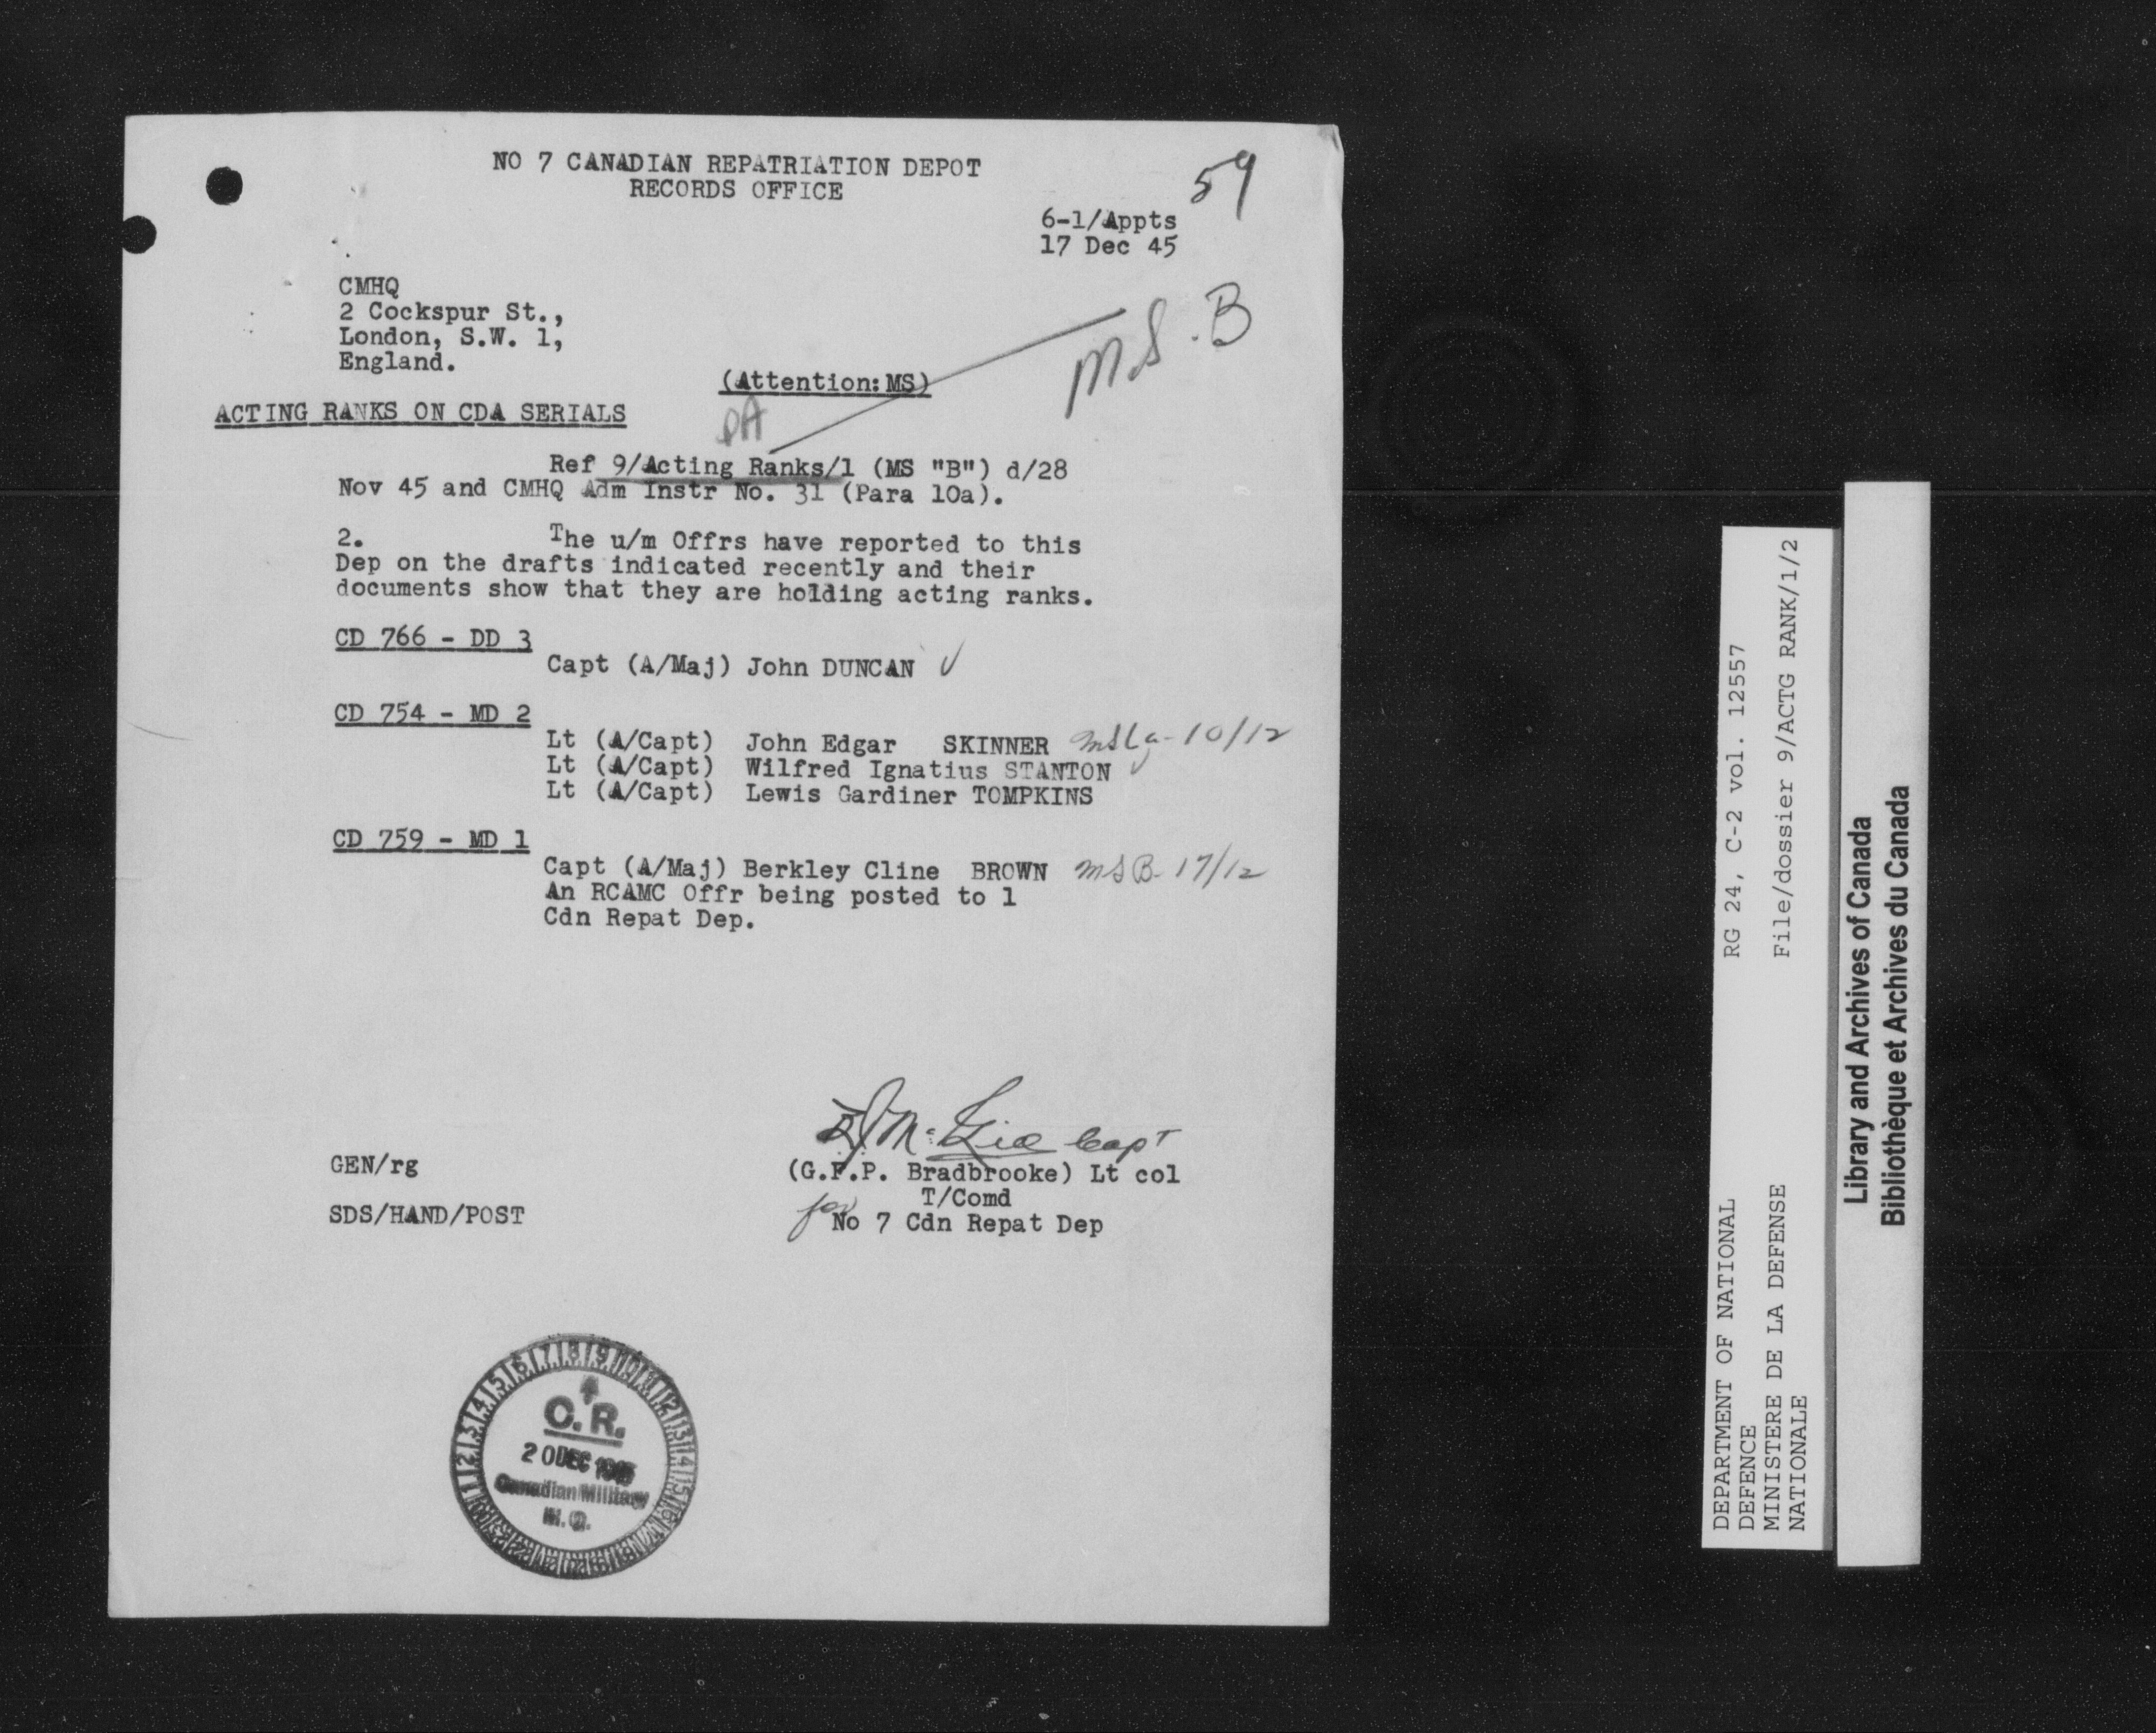 NO 7 CANADIAN REPATRIATION DEPOT
RECORDS OFFICE
59
6-1/Appts
17 Dec 45
CMHQ
2 Cockspur St.,
London, S.W. 1,
England.
M.S.B
(Attention:MS)
PA
ACTING RANKS ON CDA SERIALS
Ref 9/Acting Ranks/1 (MS "B") d/28
Nov 45 and CMHQ Adm Instr No. 31 (Para 10a).
2. The u/m Offrs have reported to this
Dep on the drafts indicated recently and their
documents show that they are holding acting ranks.
CD 766 - DD 3
Capt (A/Maj) John DUNCAN ✓
CD 754 - MD 2
Lt (A/Capt) John Edgar SKINNER 10/12
Lt (A/Capt) Wilfred Ignatius STANTON ✓
Lt (A/Capt) Lewis Gardiner TOMPKINS
CD 759 - MD 1
Capt (A/Maj) Berkley Cline BROWN MSB 17/12
An RCAMC Offr being posted to 1
Cdn Repat Dep.
Capt
GEN/rg
(G.F.P. Bradbrooke) Lt col
T/Comd
SDS/HAND/POST
for No 7 Cdn Repat Dep
C.R.
20 DEC 1945
Canadian Military
H.Q.
RG 24, C-2 vol. 12557
File/dossier 9/ACTG RANK/1/2
DEPARTMENT OF NATIONAL
DEFENCE
MINISTERE DE LA DEFENSE
NATIONALE
Library and Archives of Canada
Bibliothèque et Archives du Canada